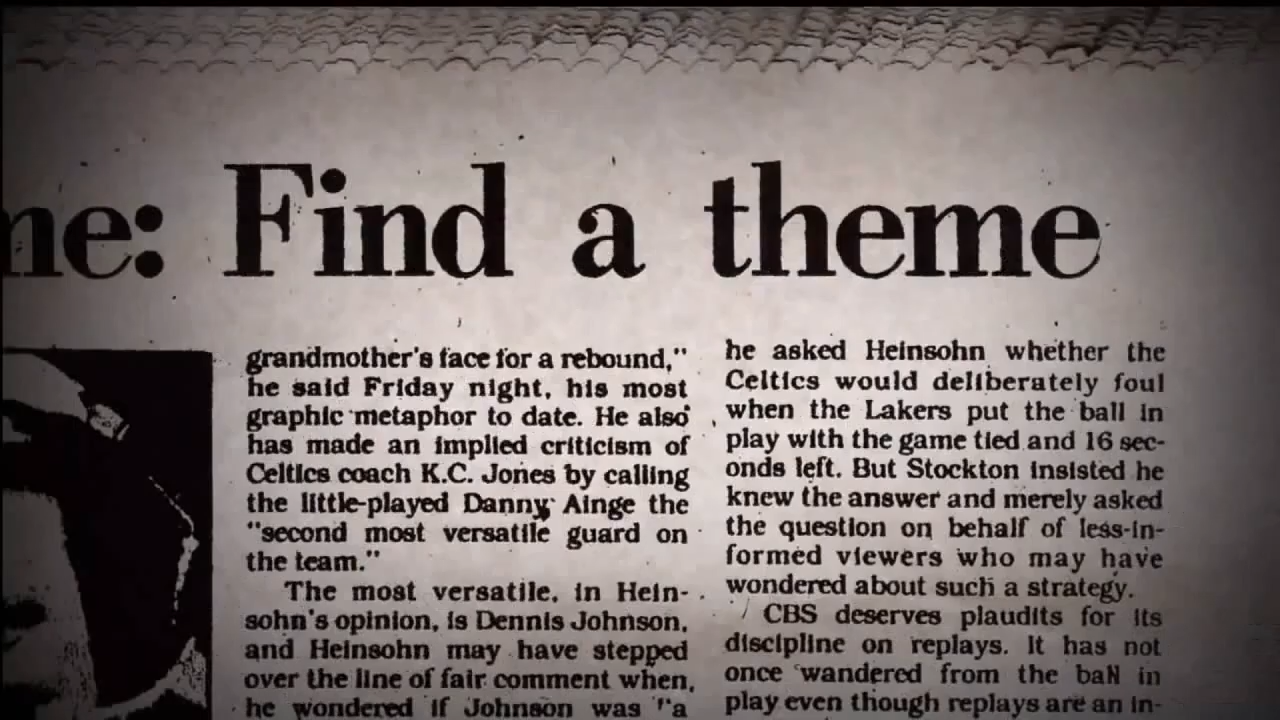 me: Find a theme
grandmother's face for a rebound,"
he said Friday night, his most
graphic metaphor to date. He also
has made an implied criticism of
Celtics coach K.C. Jones by calling
the little-played Danny Ainge the
"second most versatile guard on
the team."
The most versatile, in Hein-
sohn's opinion, is Dennis Johnson,
and Heinsohn may have stepped
over the line of fair comment when,
he wondered if Johnson was "a
he asked Heinsohn whether the
Celtics would deliberately foul
when the Lakers put the ball in
play with the game tied and 16 sec-
onds left. But Stockton insisted he
knew the answer and merely asked
the question on behalf of less-in-
formed viewers who may have
wondered about such a strategy.
CBS deserves plaudits for its
discipline on replays. It has not
once wandered from the ball in
play even though replays are an in-